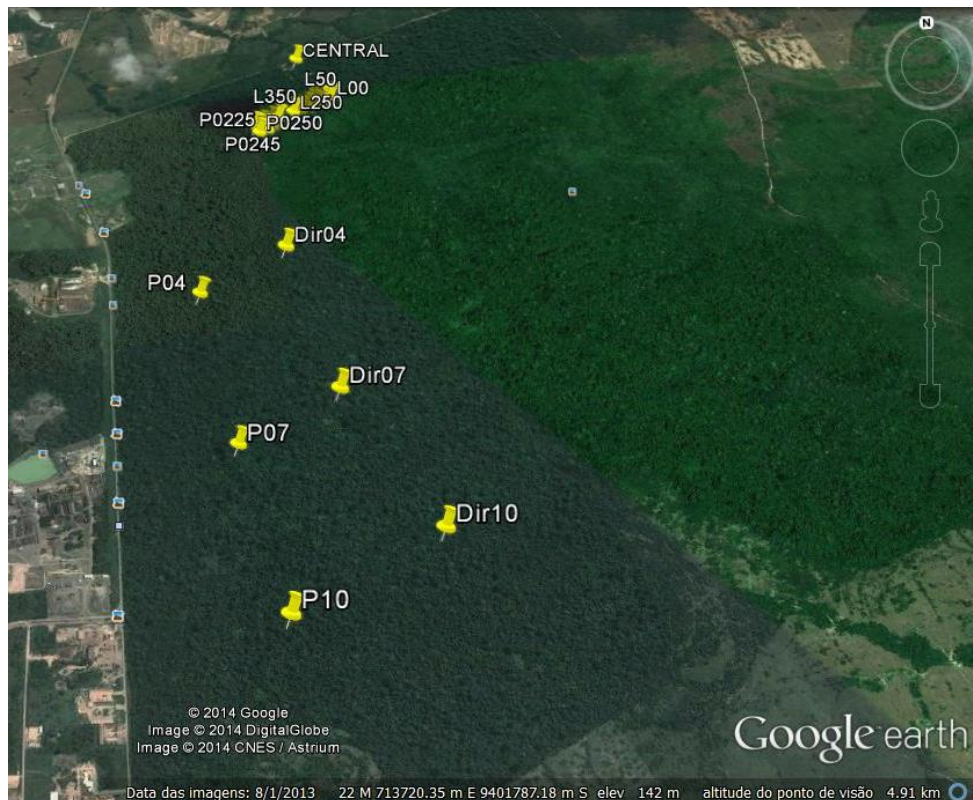 N
CENTRAL
L50
L00
L350
L250
P0225
P0250
P0245
Dir04
P04
Dir07
P07
Dir10
P10
© 2014 Google
Image © 2014 DigitalGlobe
Image © 2014 CNES / Astrium
Google earth
Data das imagens: 8/1/2013 22 M 713720.35 m E 9401787.18 m S elev 142 m altitude do ponto de visão 4.91 km